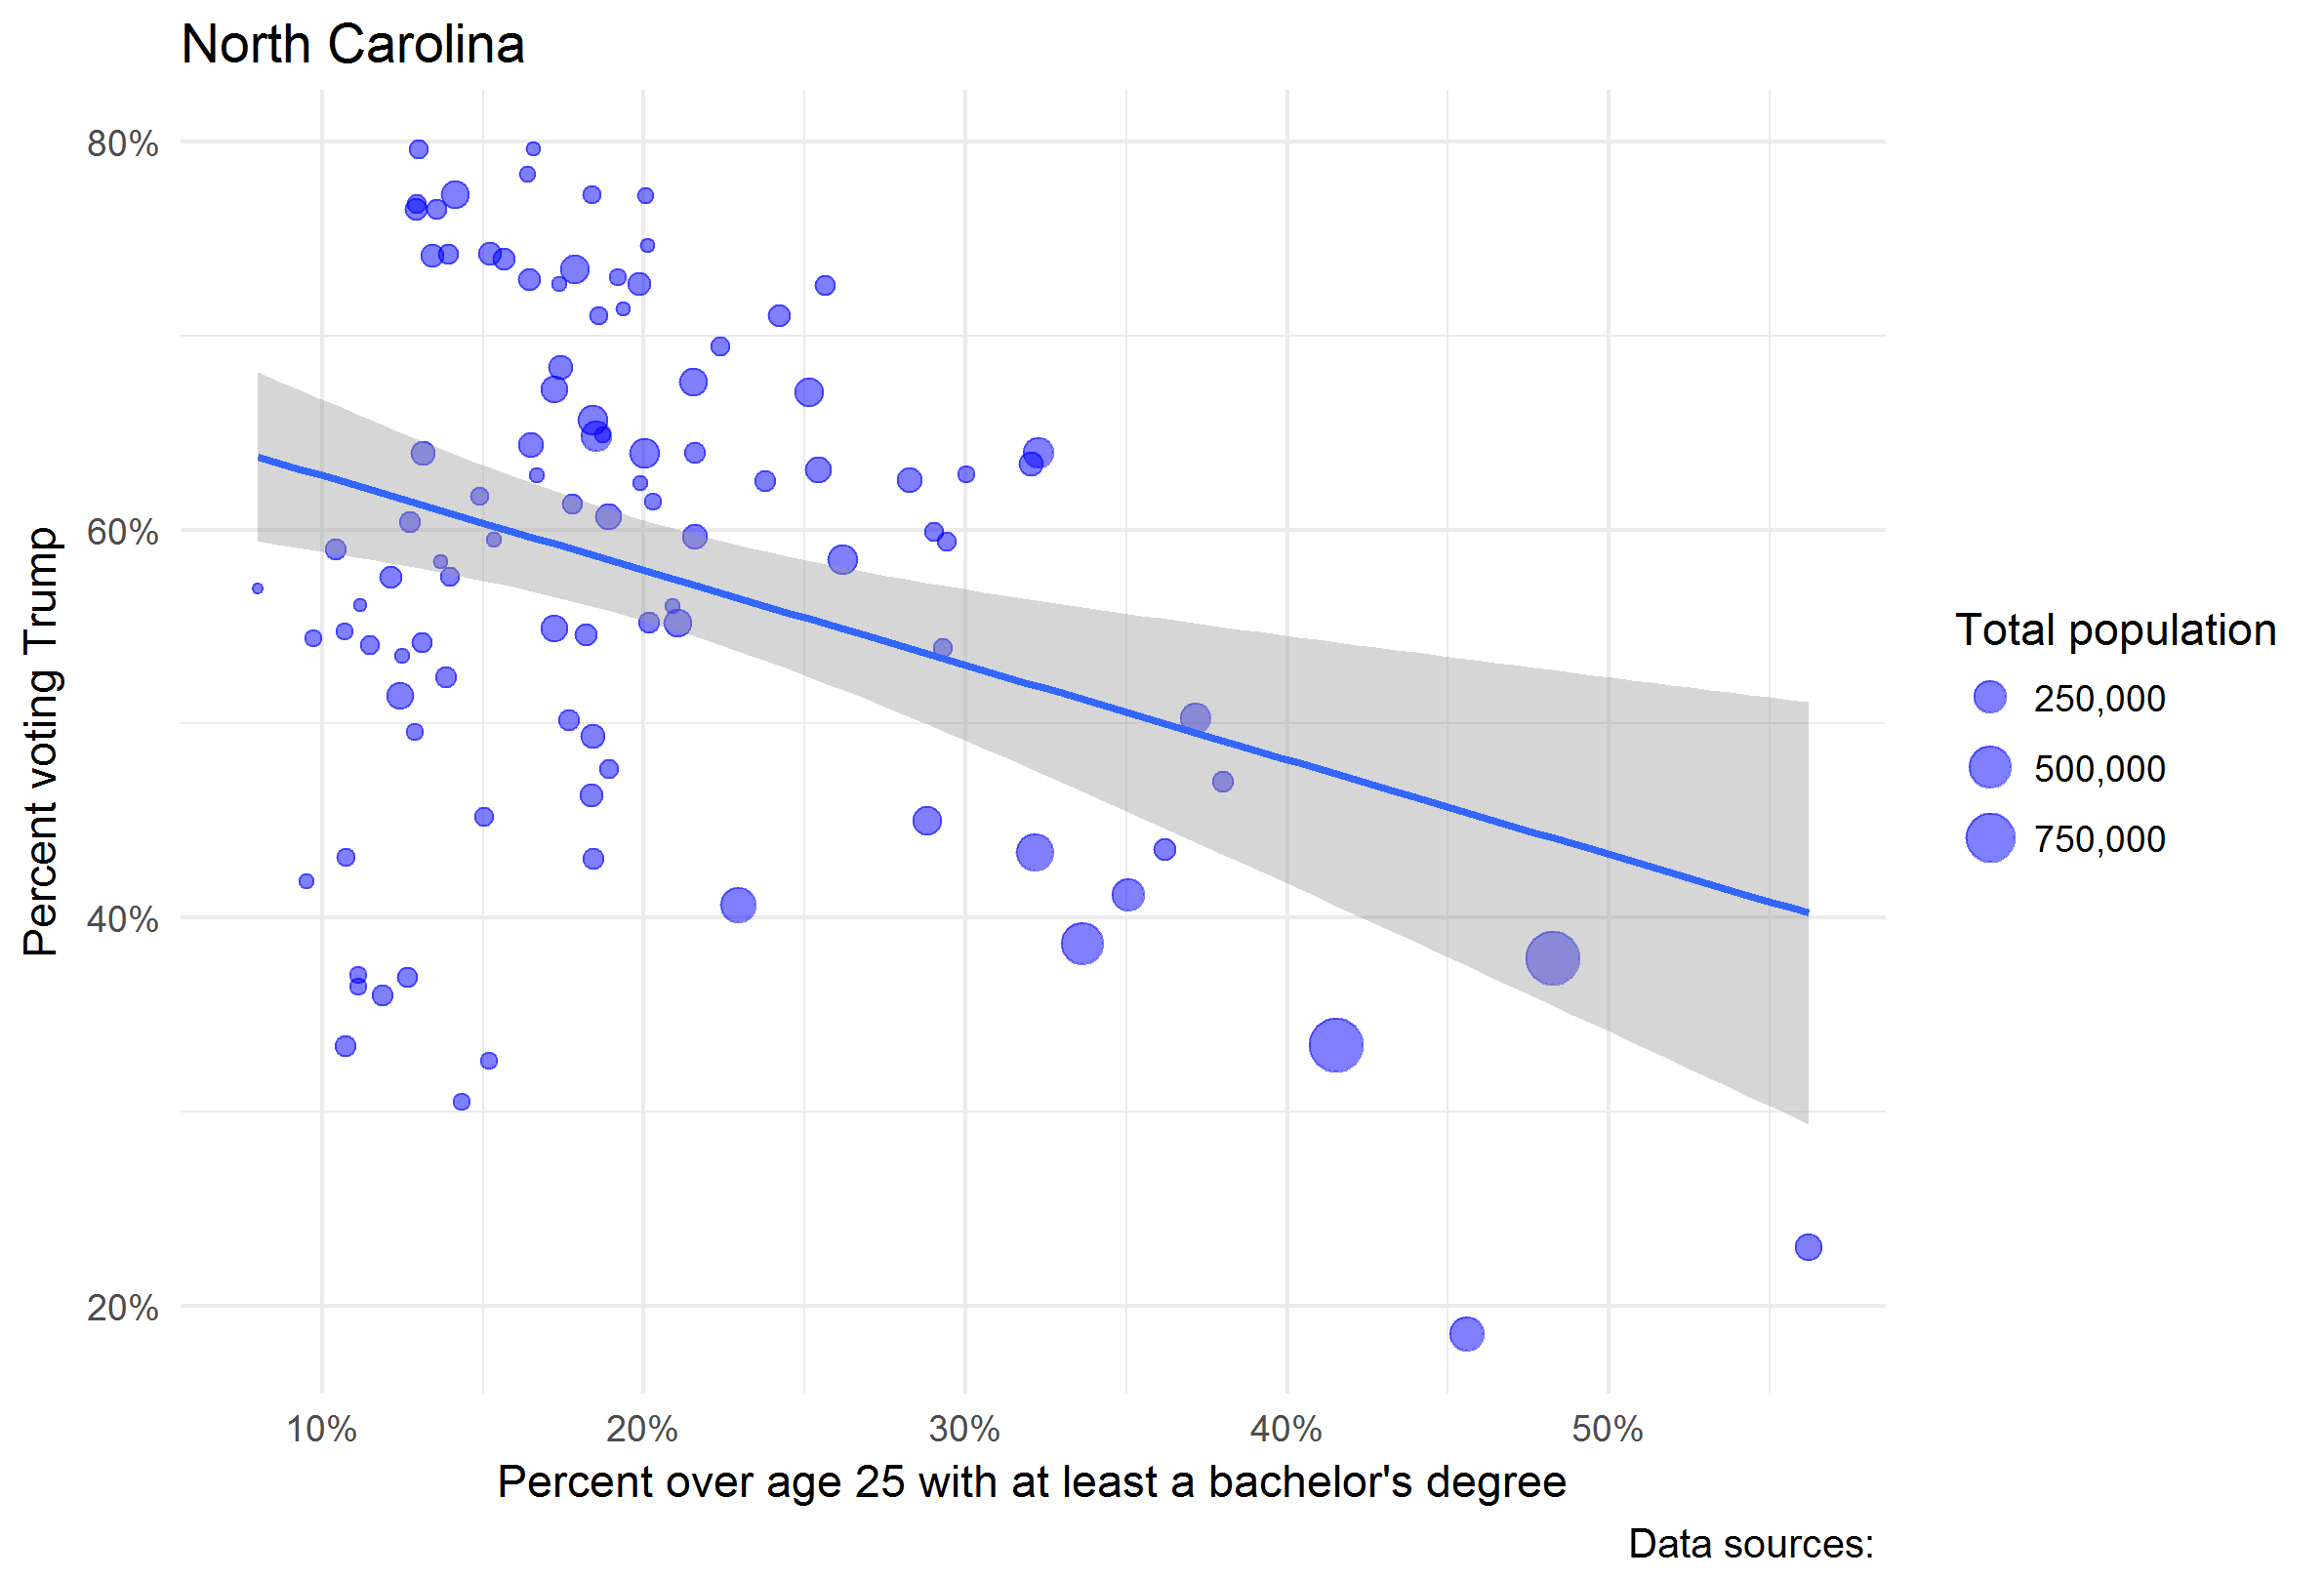 North Carolina
80%
60%
40%
20%
Percent voting Trump
10%
20%
30%
40%
50%
Percent over age 25 with at least a bachelor's degree
Total population
250,000
500,000
750,000
Data sources: